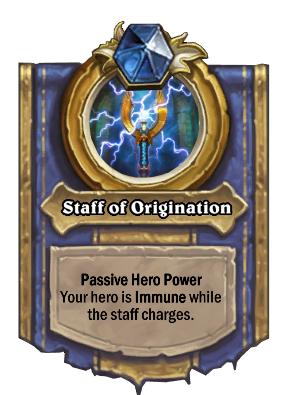 Staff of Origination
Passive Hero Power
Your hero is Immune while
the staff charges.